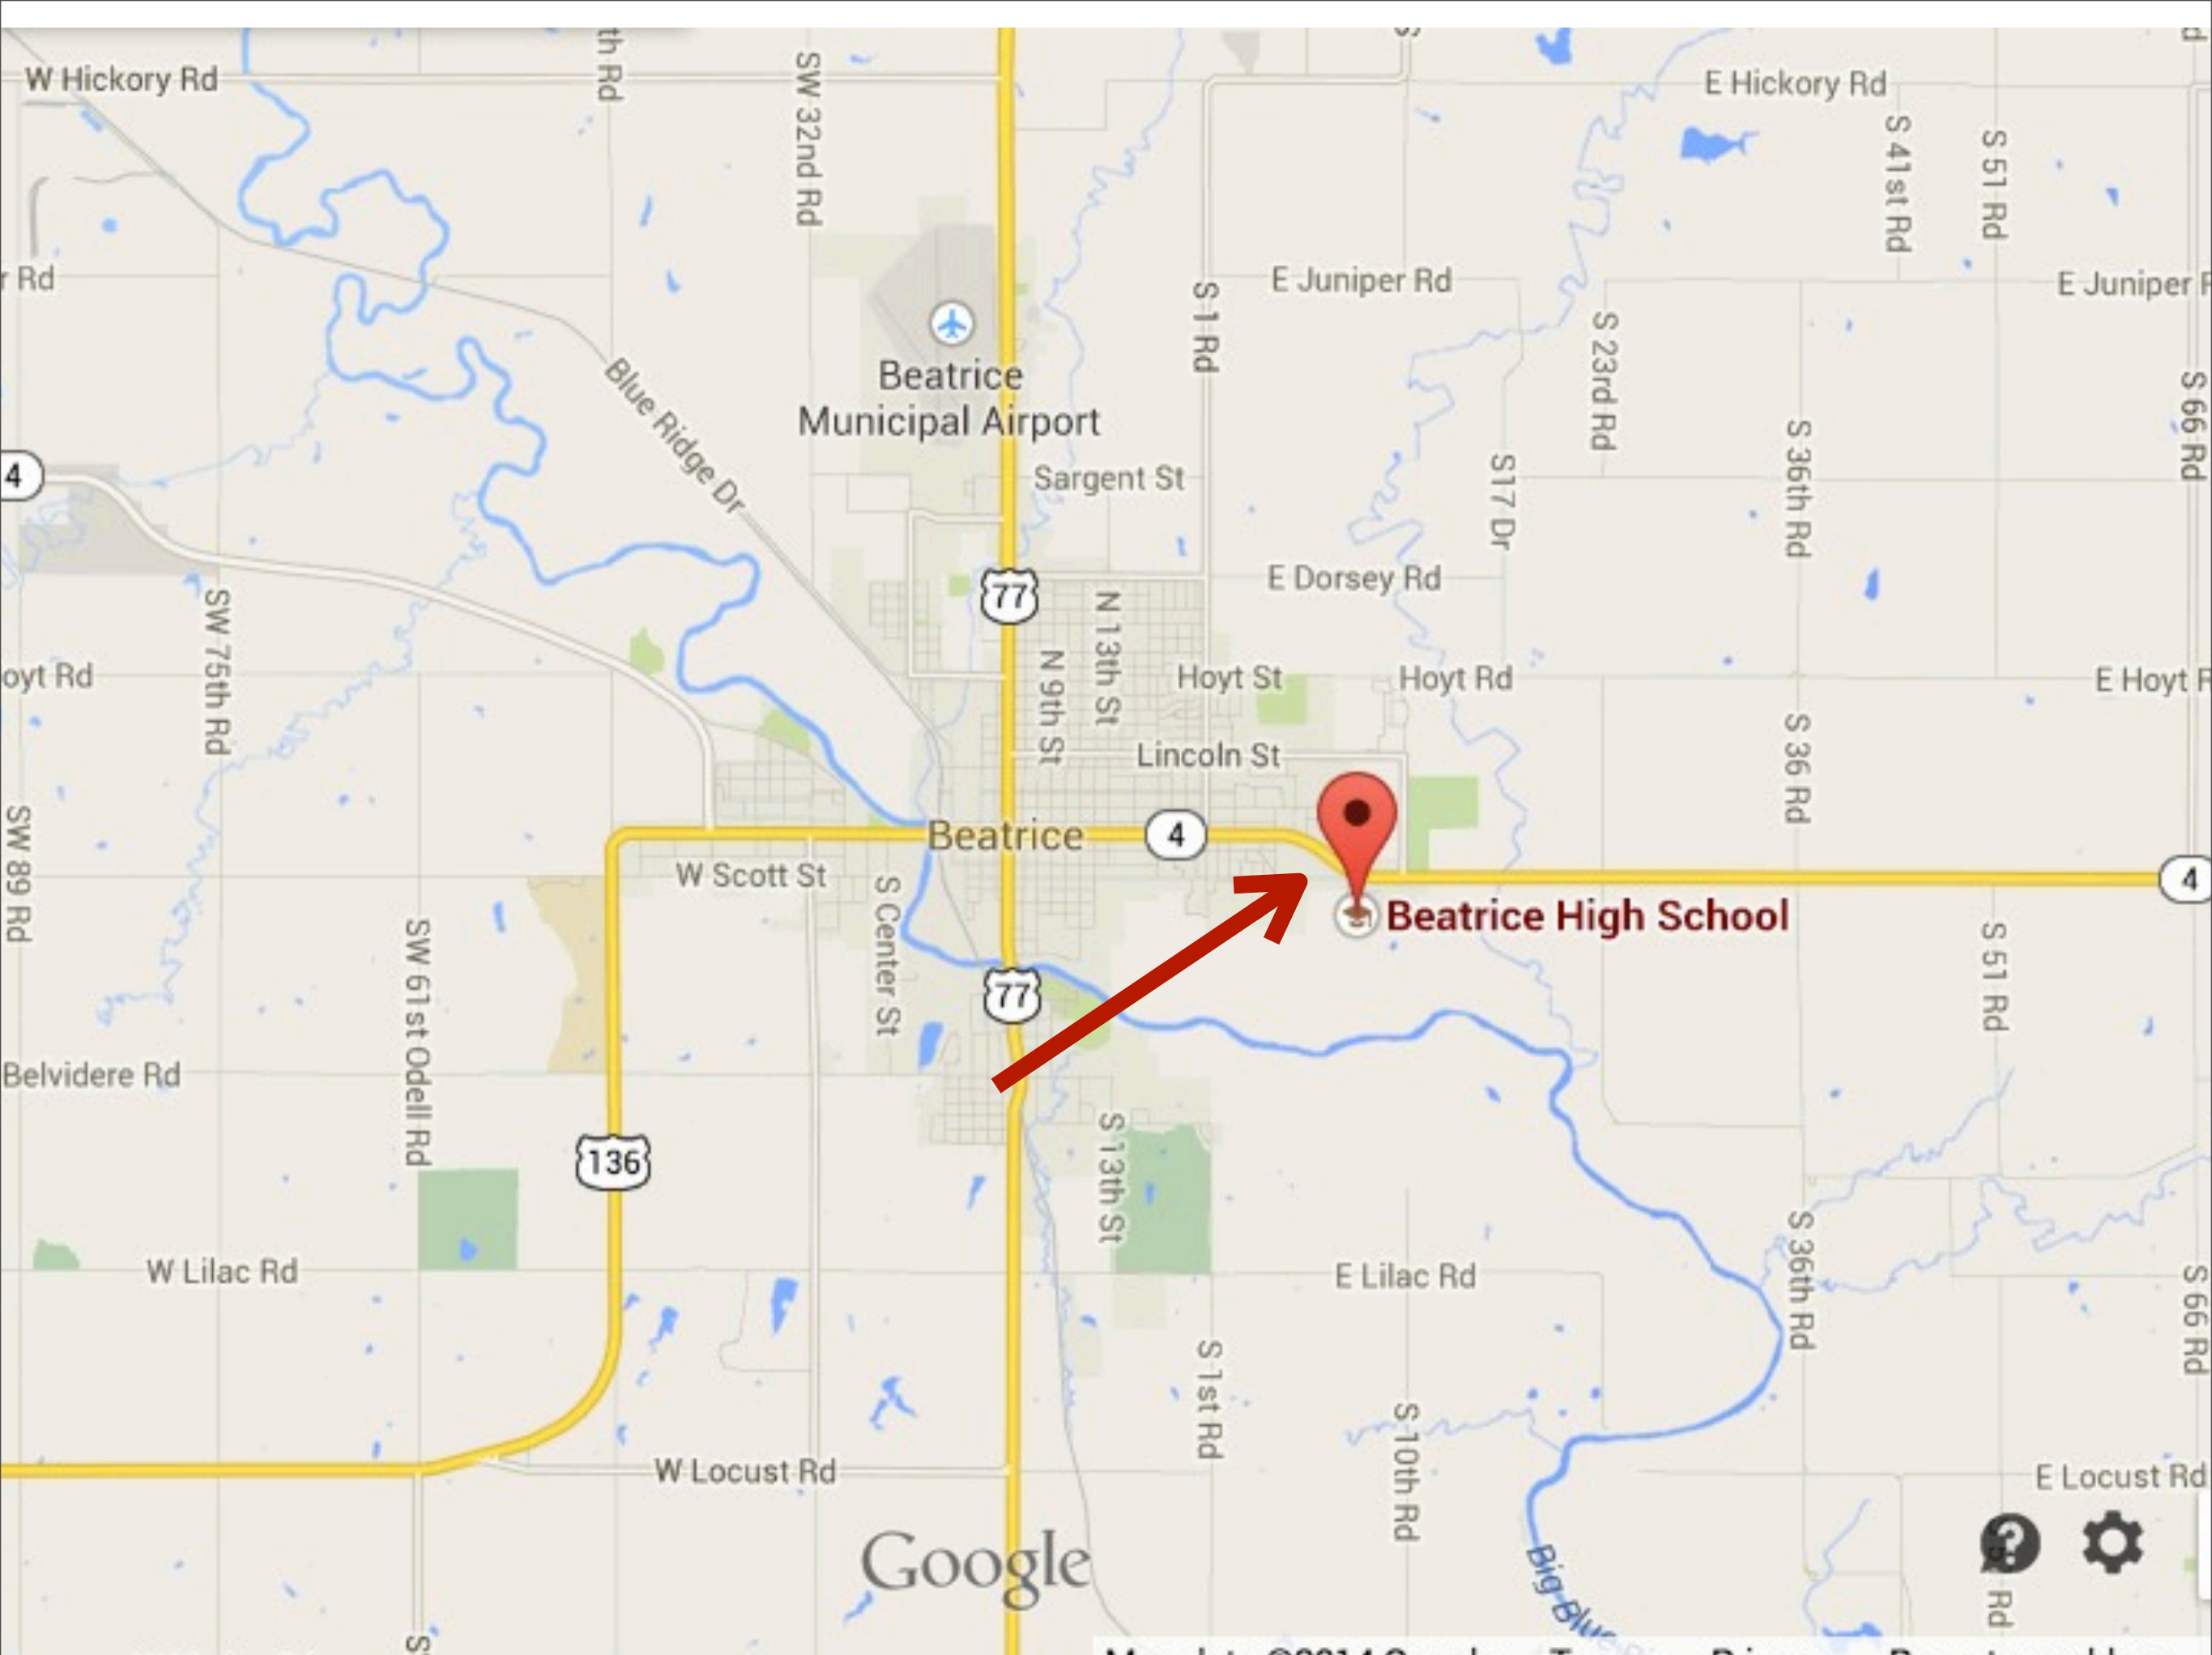 W Hickory Rd
th Rd
SW 32nd Rd
E Hickory Rd
S 41st Rd
S 51 Rd
r Rd
S 1 Rd
E Juniper Rd
E Juniper
S 23rd Rd
Beatrice
Municipal Airport
Blue Ridge Dr
S 66 Rd
4
Sargent St
S17 Dr
S 36th Rd
77
E Dorsey Rd
SW 75th Rd
N 13th St
N 9th St
oyt Rd
Hoyt St
Hoyt Rd
E Hoyt R
S 36 Rd
Lincoln St
SW 89 Rd
Beatrice
4
W Scott St
4
S Center St
Beatrice High School
SW 61st Odell Rd
S 51 Rd
77
Belvidere Rd
S 13th St
136
W Lilac Rd
E Lilac Rd
S 36th Rd
S 66 Rd
S 1st Rd
S 10th Rd
W Locust Rd
E Locust Rd
Google
?
Rd
Big Blue